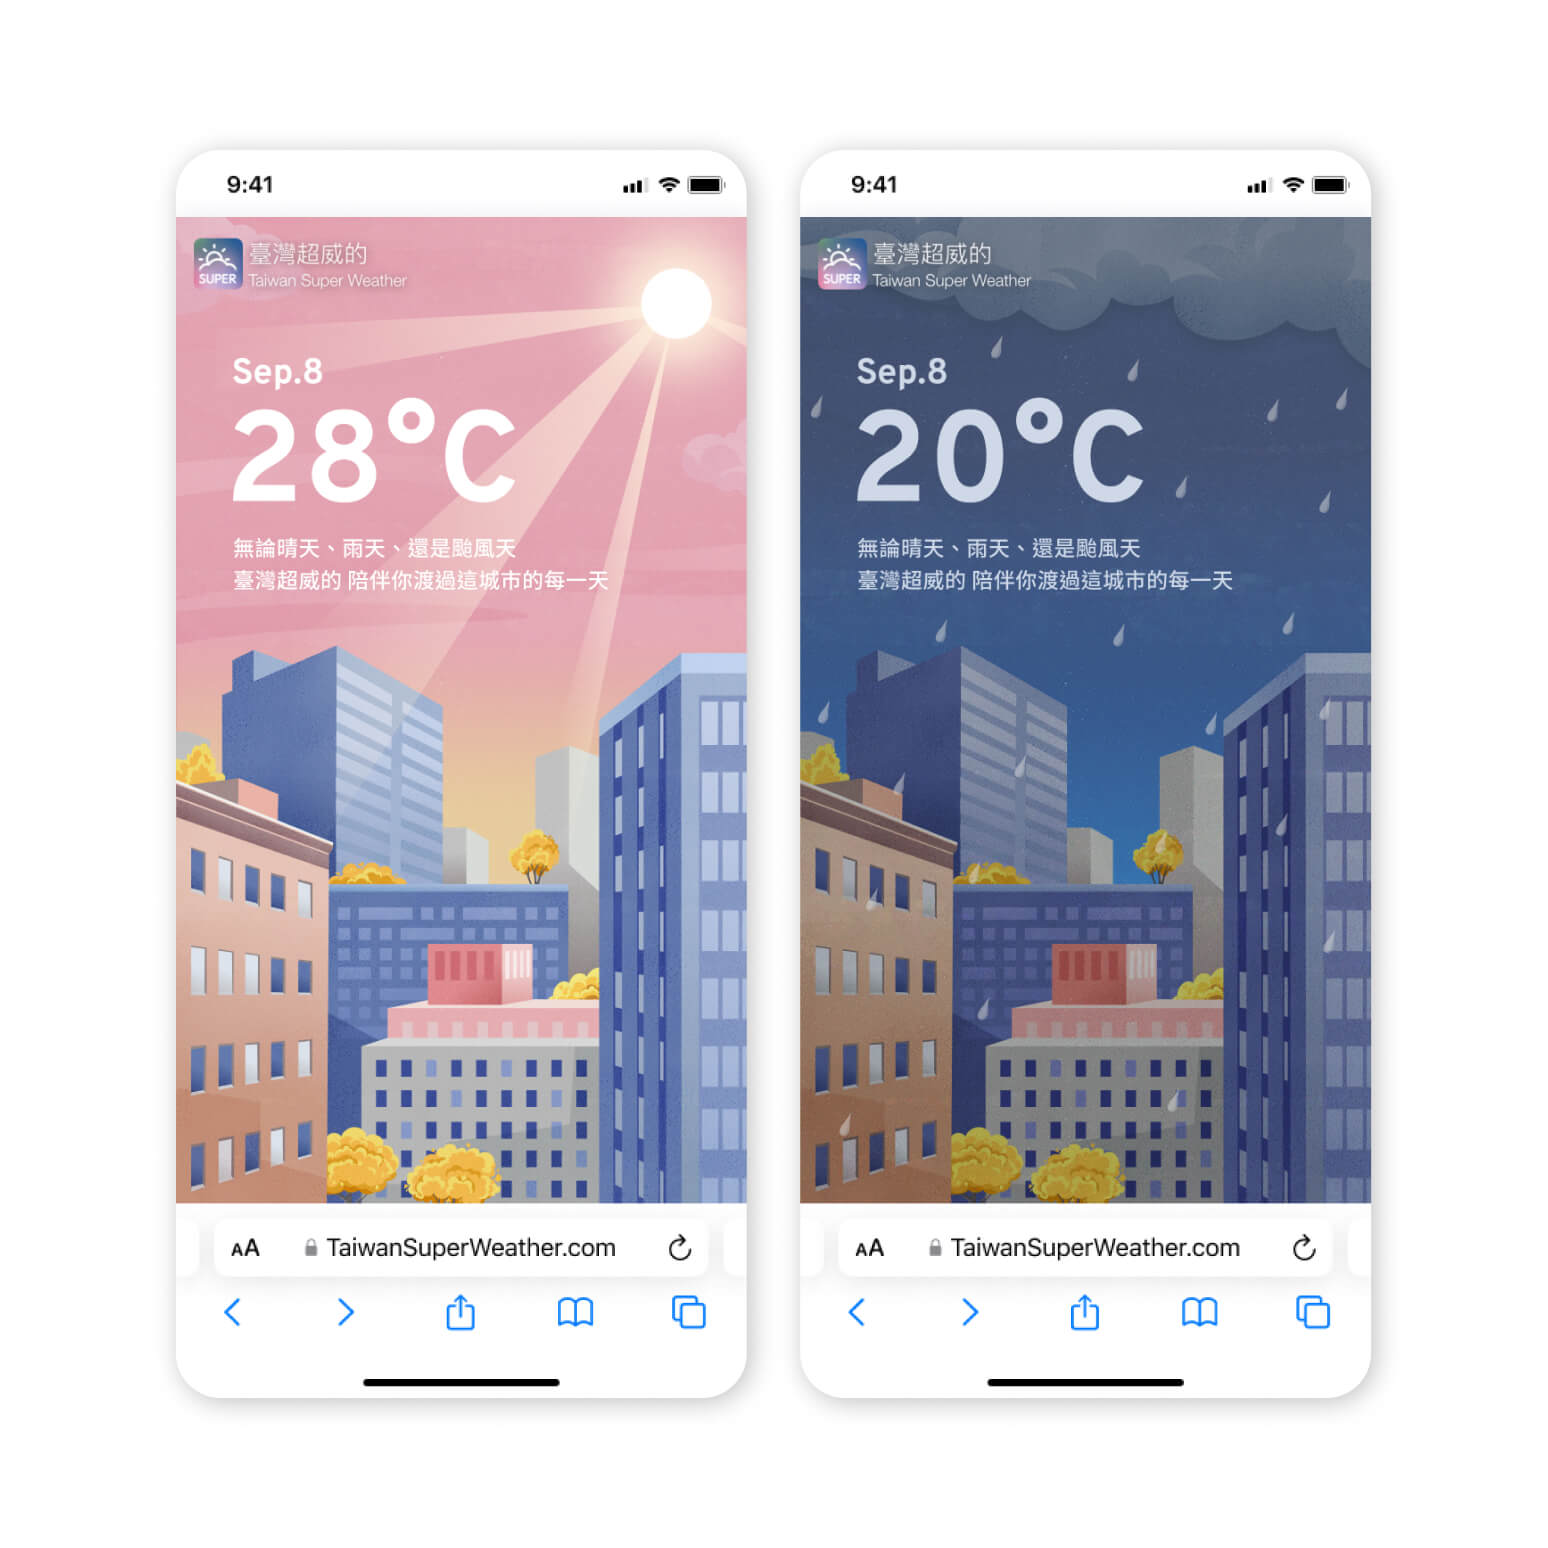 9:41
臺灣超威的
Taiwan Super Weather
SUPER
Sep.8
28°C
無論晴天、雨天、還是颱風天
臺灣超威的 陪伴你渡過這城市的每一天
AA
TaiwanSuperWeather.com
9:41
臺灣超威的
Taiwan Super Weather
SUPER
Sep.8
20°C
無論晴天、雨天、還是颱風天
臺灣超威的 陪伴你渡過這城市的每一天
AA
TaiwanSuperWeather.com